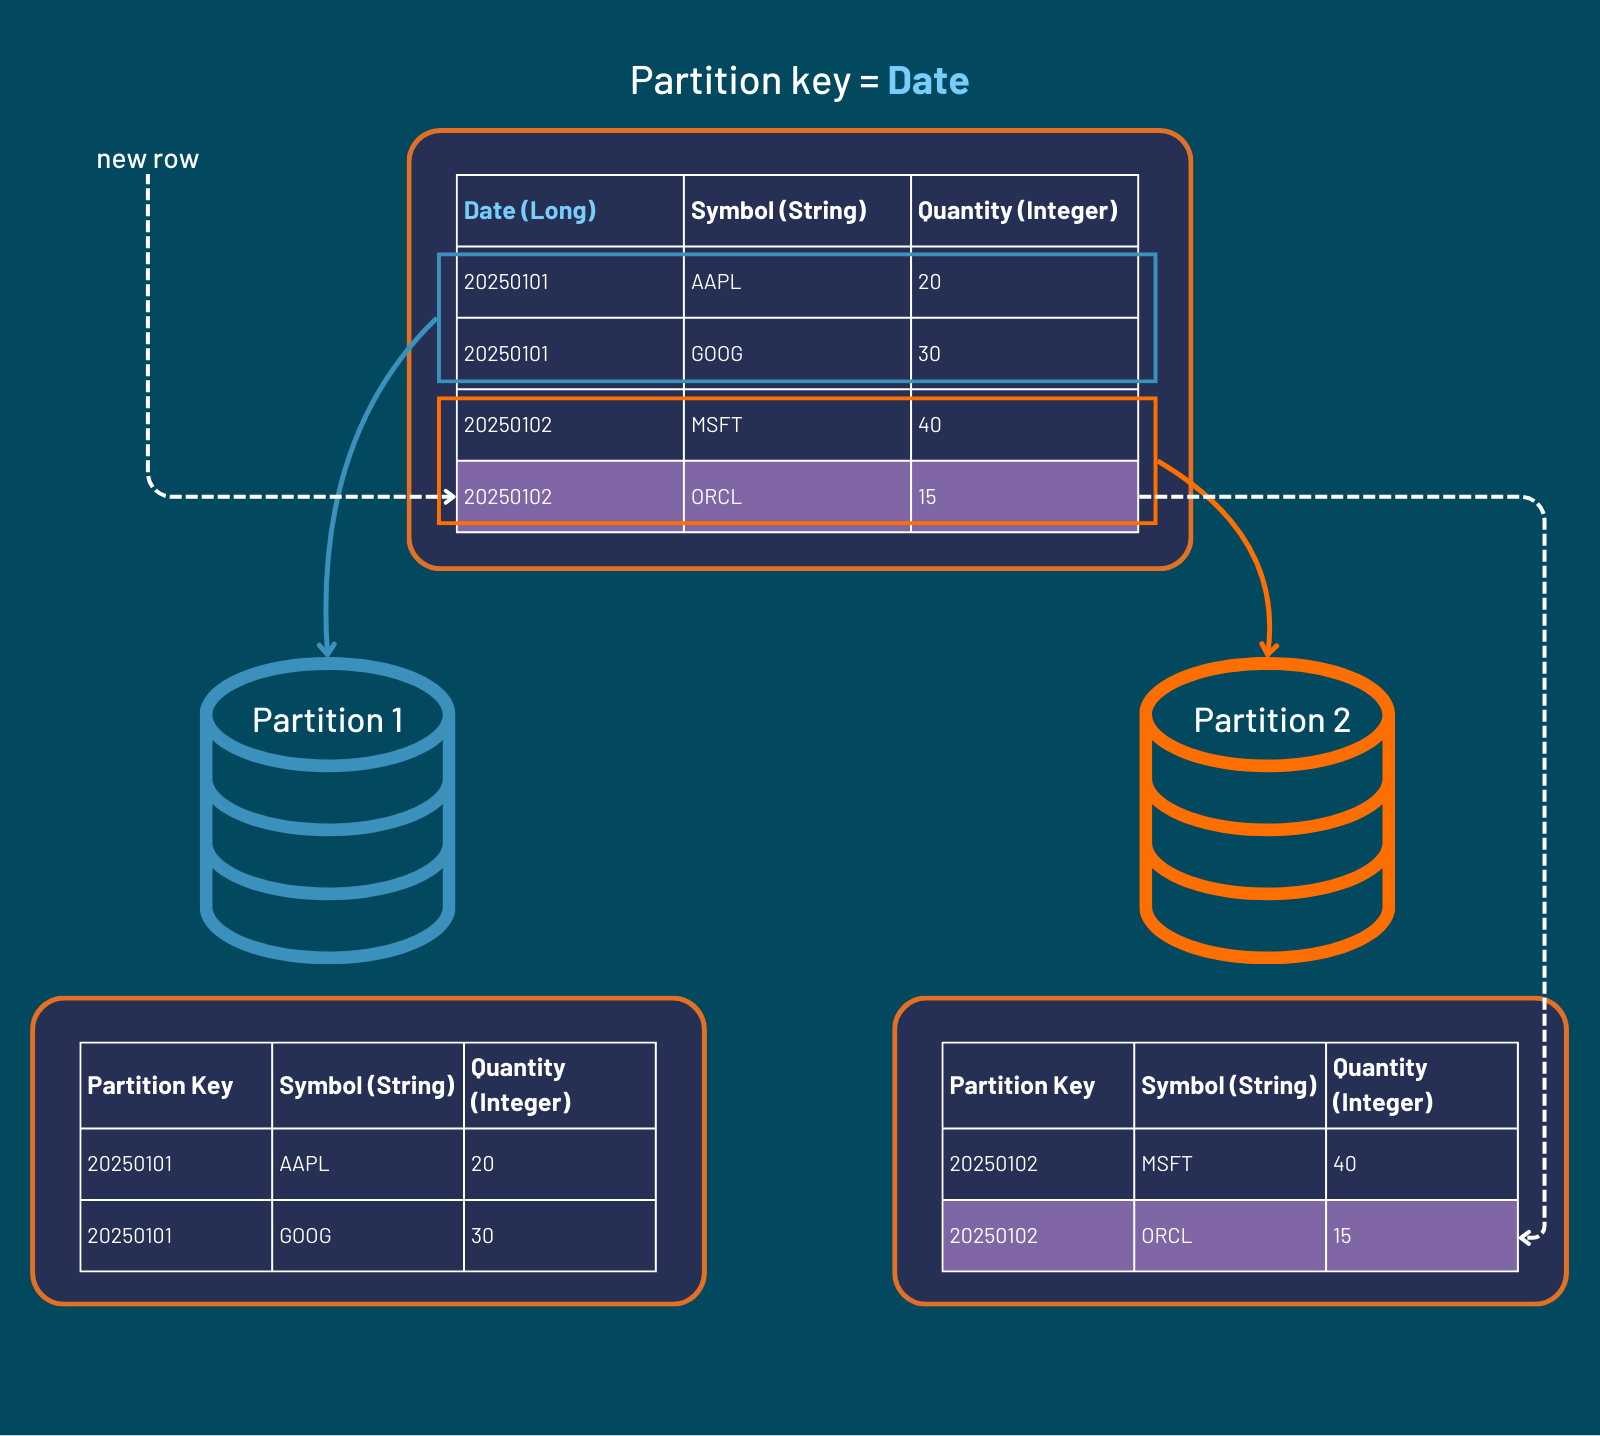 Partition key = Date
new row
Date (Long) Symbol (String) Quantity (Integer)
20250101 AAPL 20
20250101 GOOG 30
20250102 MSFT 40
20250102 ORCL 15
Partition 1
Partition 2
Partition Key Symbol (String) Quantity
(Integer)
20250101 AAPL 20
20250101 GOOG 30
Partition Key Symbol (String) Quantity
(Integer)
20250102 MSFT 40
20250102 ORCL 15